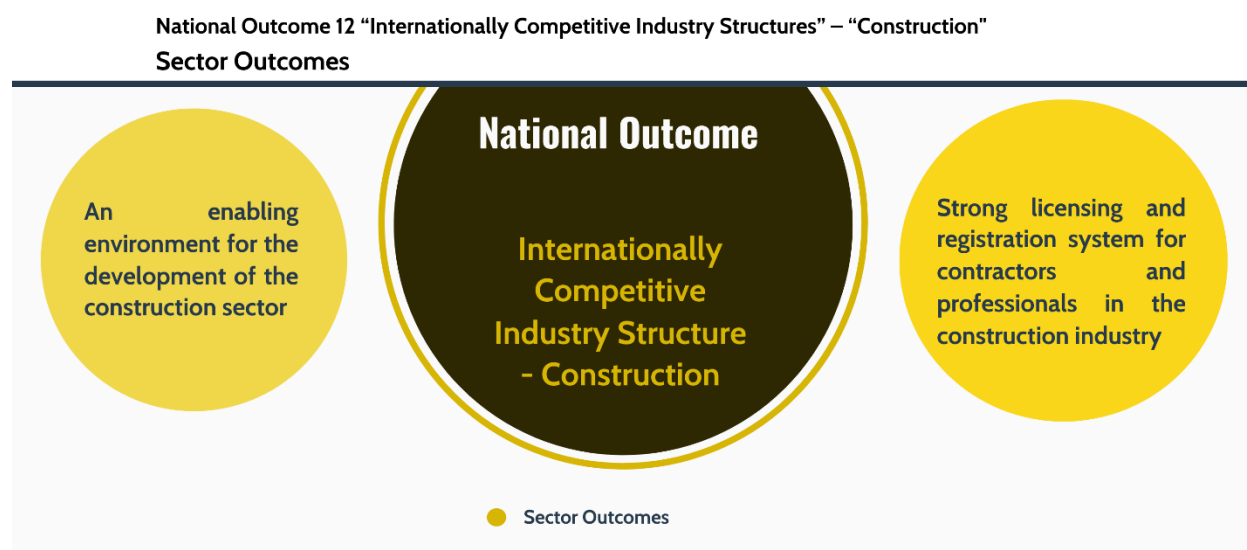 National Outcome 12 “Internationally Competitive Industry Structures” – “Construction"
Sector Outcomes
An enabling
environment for the
development of the
construction sector
National Outcome
Internationally
Competitive
Industry Structure
- Construction
Strong licensing and
registration system for
contractors and
professionals in the
construction industry
Sector Outcomes